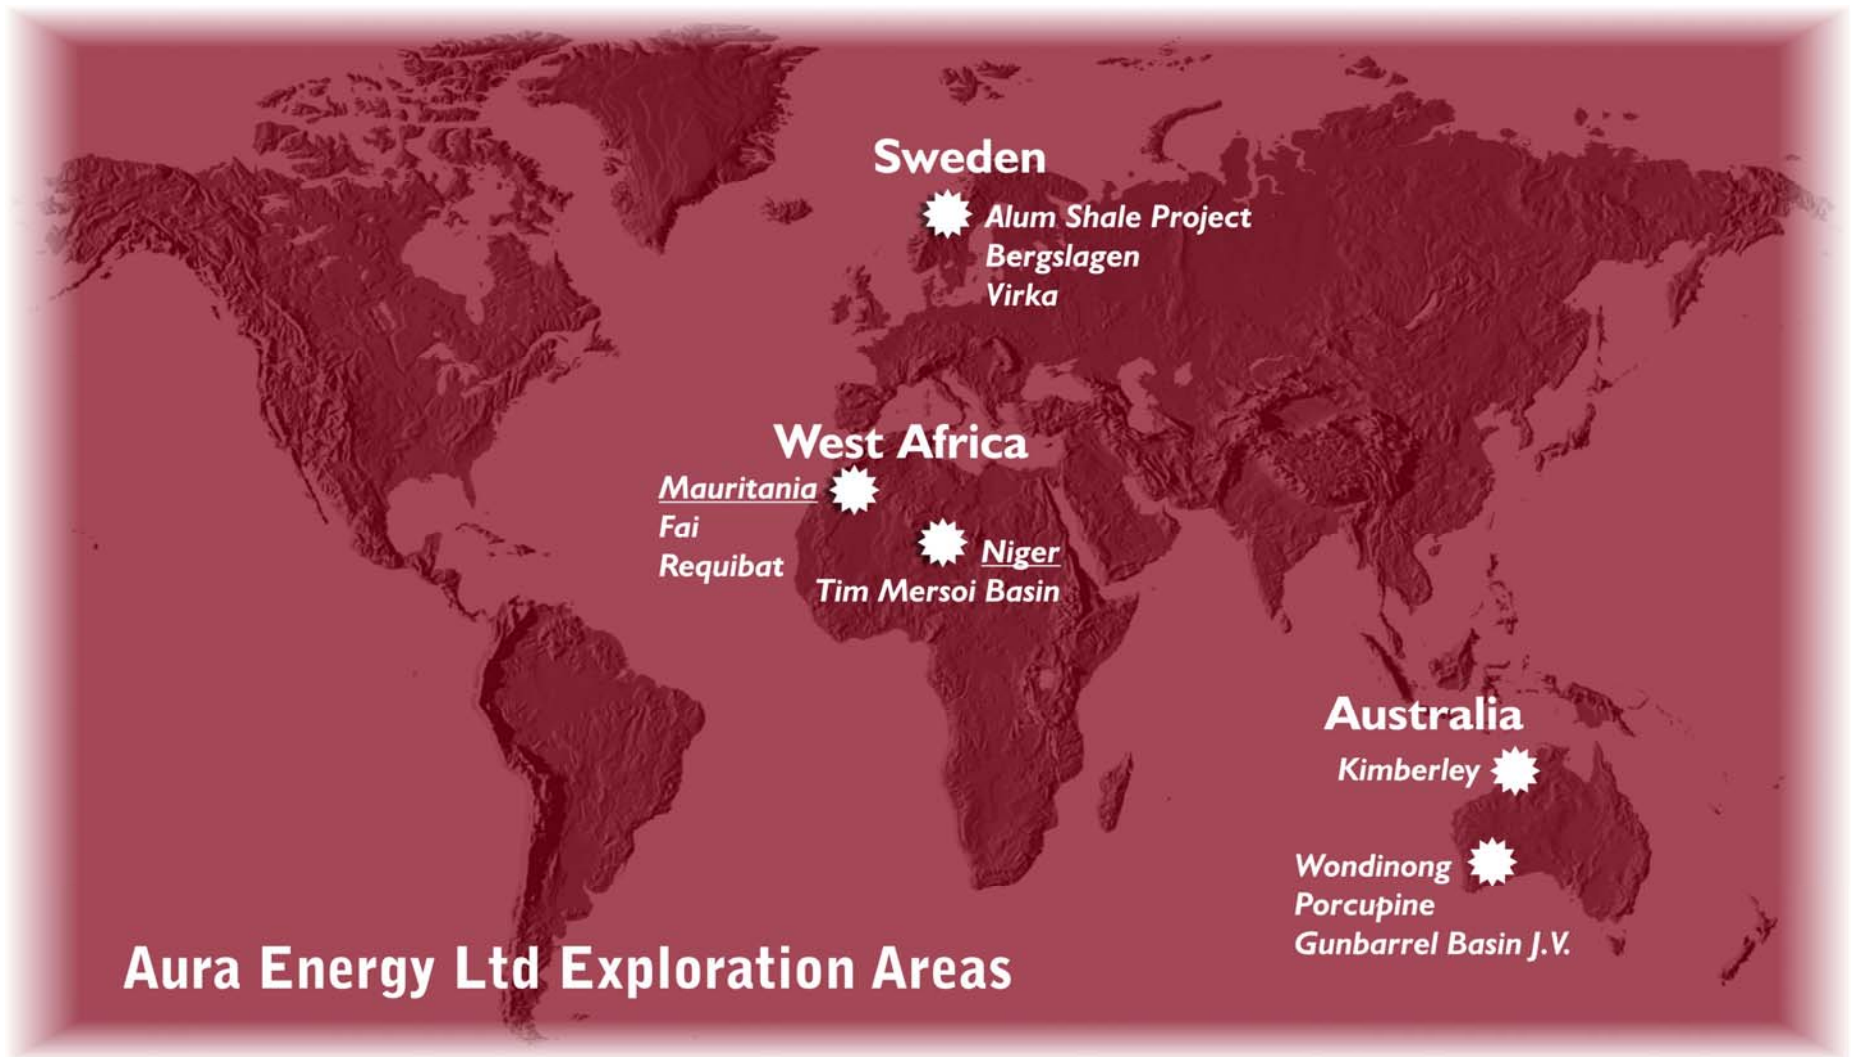 Sweden
Alum Shale Project
Bergslagen
Virka
West Africa
Mauritania
Fai
Requibat
Niger
Tim Mersoi Basin
Australia
Kimberley
Wondinong
Porcupine
Gunbarrel Basin J.V.
Aura Energy Ltd Exploration Areas